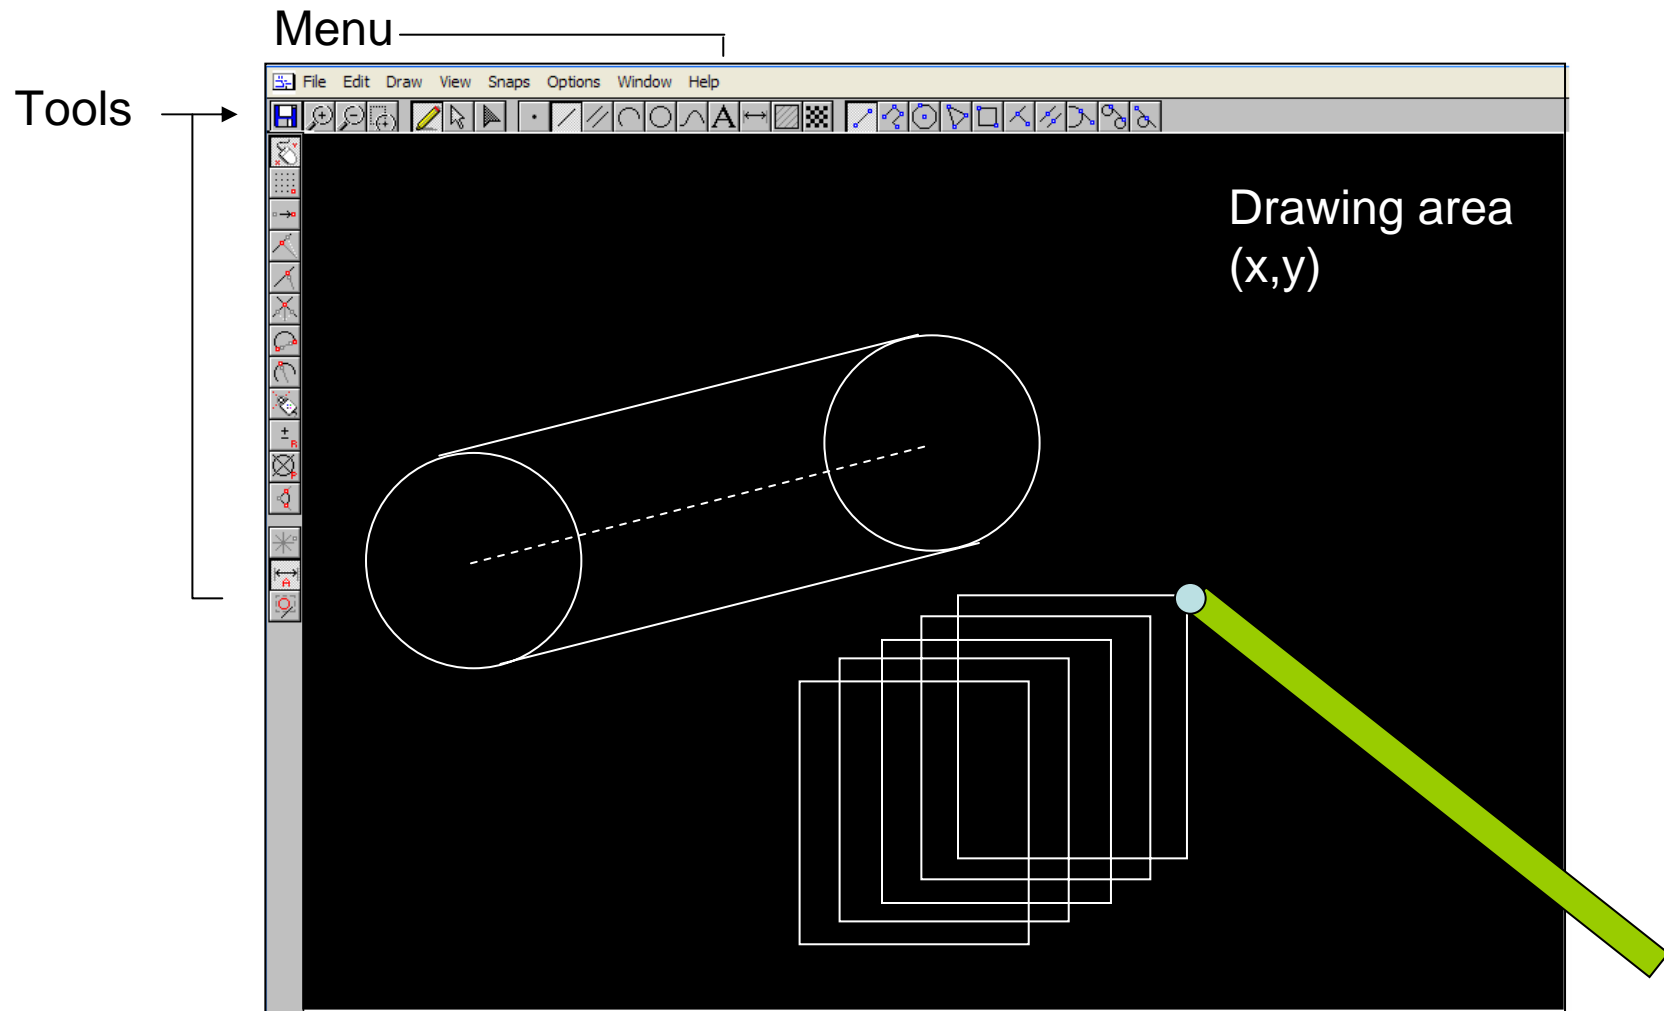 Menu
File Edit Draw View Snaps Options Window Help
Tools
A
Drawing area
(x,y)
R
P
A